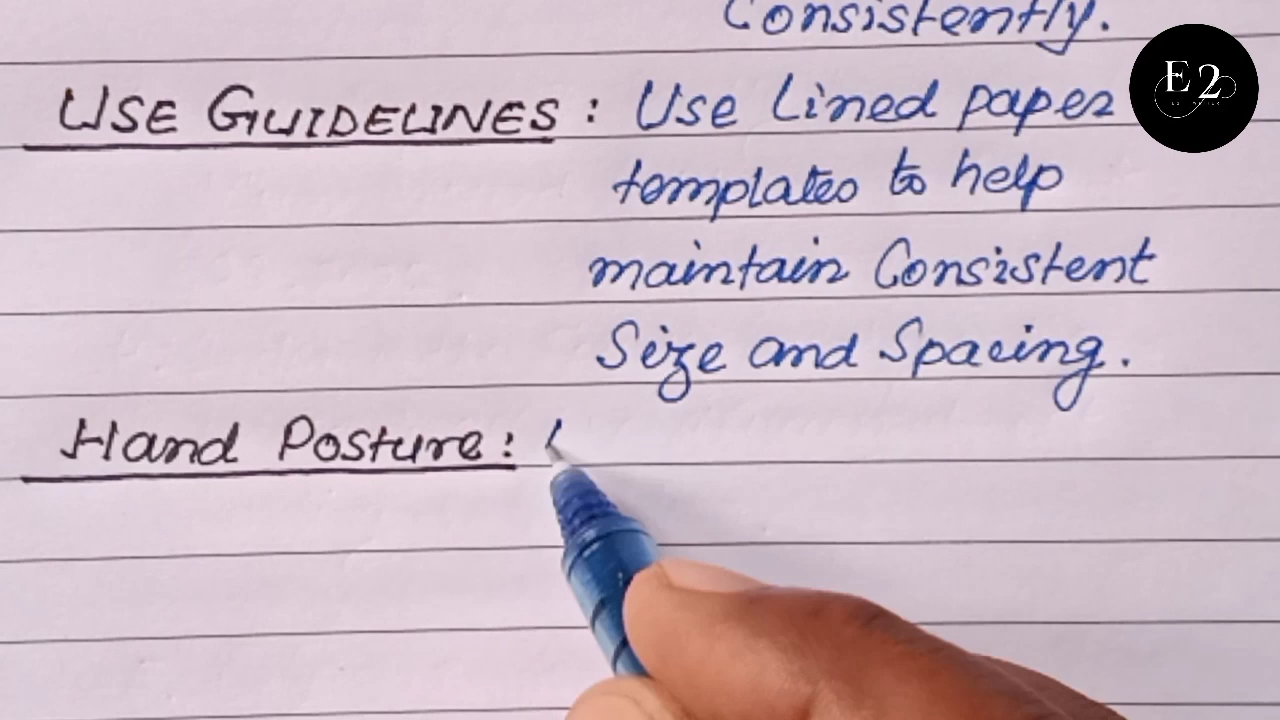 Consistently.
USE GUIDELINES : Use Lined paper
templates to help
maintain Consistent
Size and Spacing.
Hand Posture :
E2